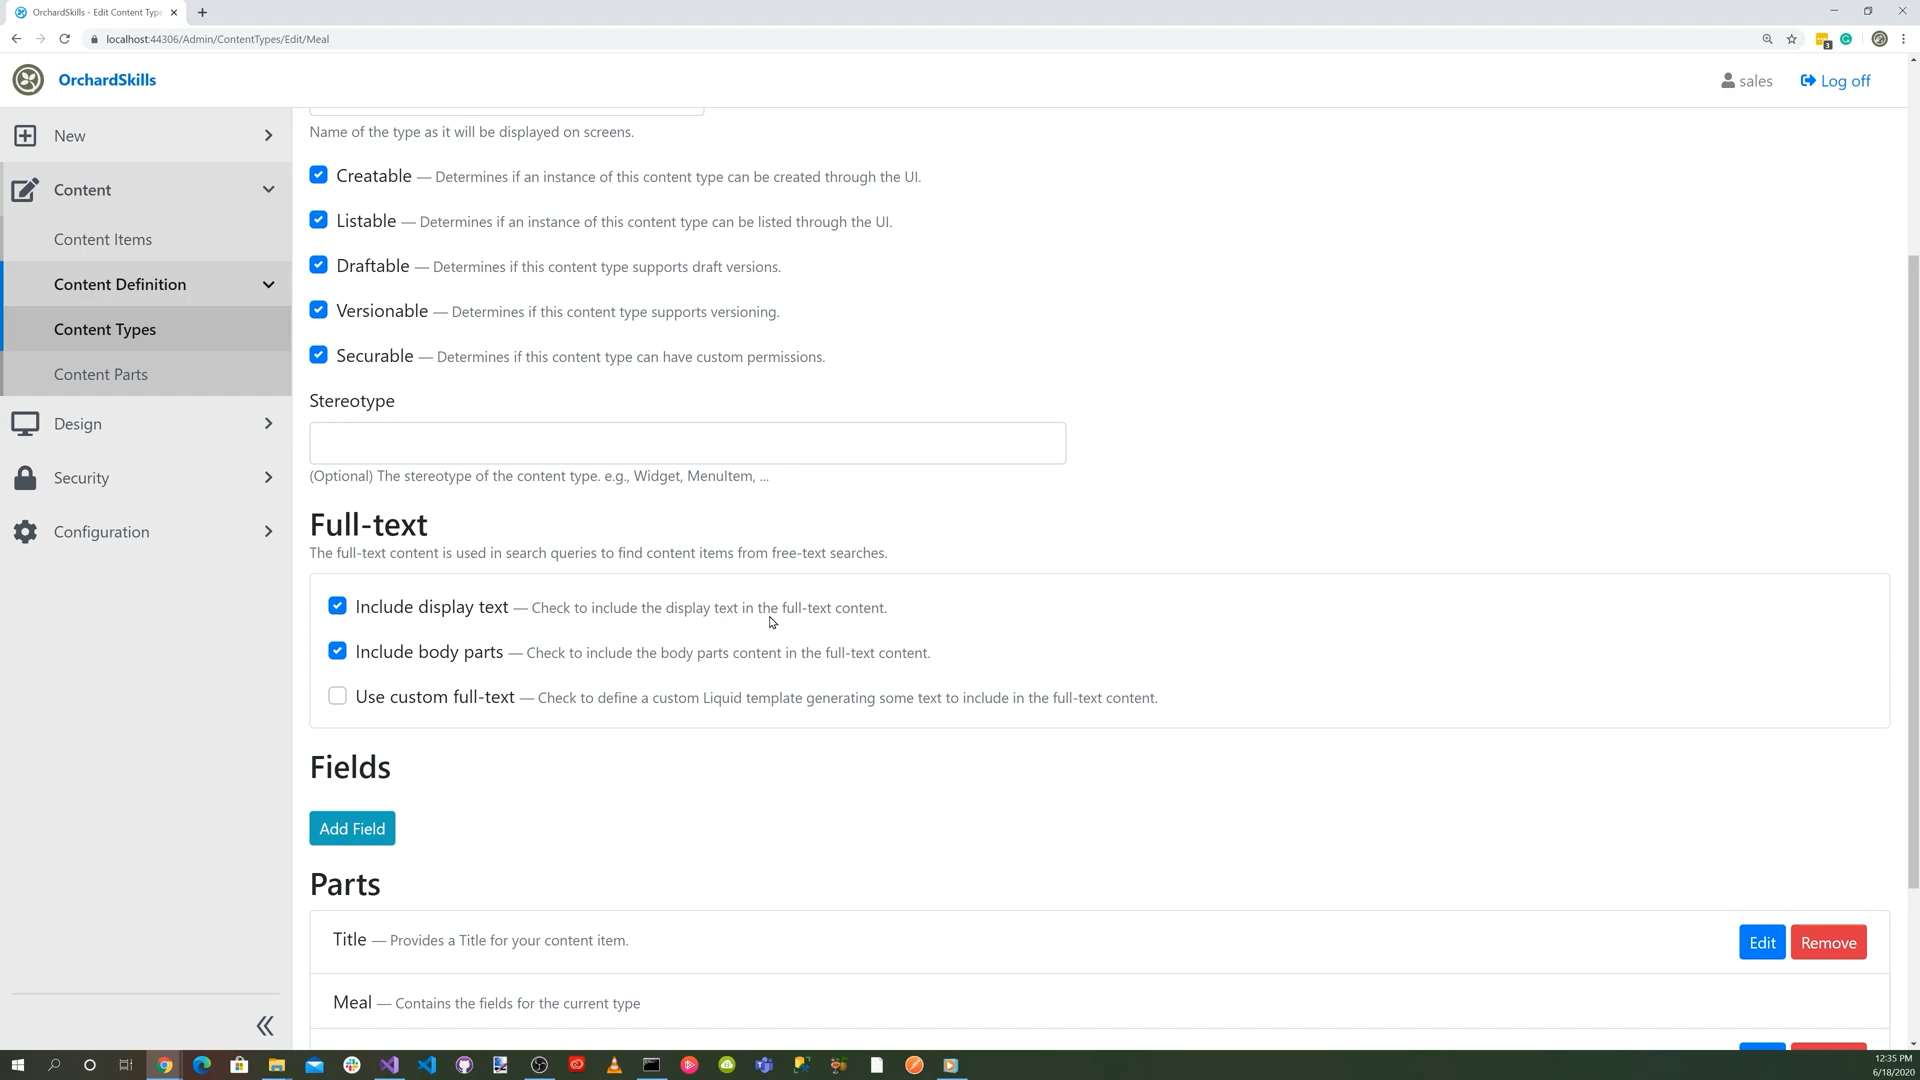 OrchardSkills - Edit Content Type
localhost:44306/Admin/ContentTypes/Edit/Meal
3
OrchardSkills
sales
Log off
New
Content
Content Items
Content Definition
Content Types
Content Parts
Design
Security
Configuration
Name of the type as it will be displayed on screens.
Creatable — Determines if an instance of this content type can be created through the UI.
Listable — Determines if an instance of this content type can be listed through the UI.
Draftable — Determines if this content type supports draft versions.
Versionable — Determines if this content type supports versioning.
Securable — Determines if this content type can have custom permissions.
Stereotype
(Optional) The stereotype of the content type. e.g., Widget, MenuItem, ...
Full-text
The full-text content is used in search queries to find content items from free-text searches.
Include display text — Check to include the display text in the full-text content.
Include body parts — Check to include the body parts content in the full-text content.
Use custom full-text — Check to define a custom Liquid template generating some text to include in the full-text content.
Fields
Add Field
Parts
Title — Provides a Title for your content item.
Edit
Remove
Meal — Contains the fields for the current type
12:35 PM
6/18/2020